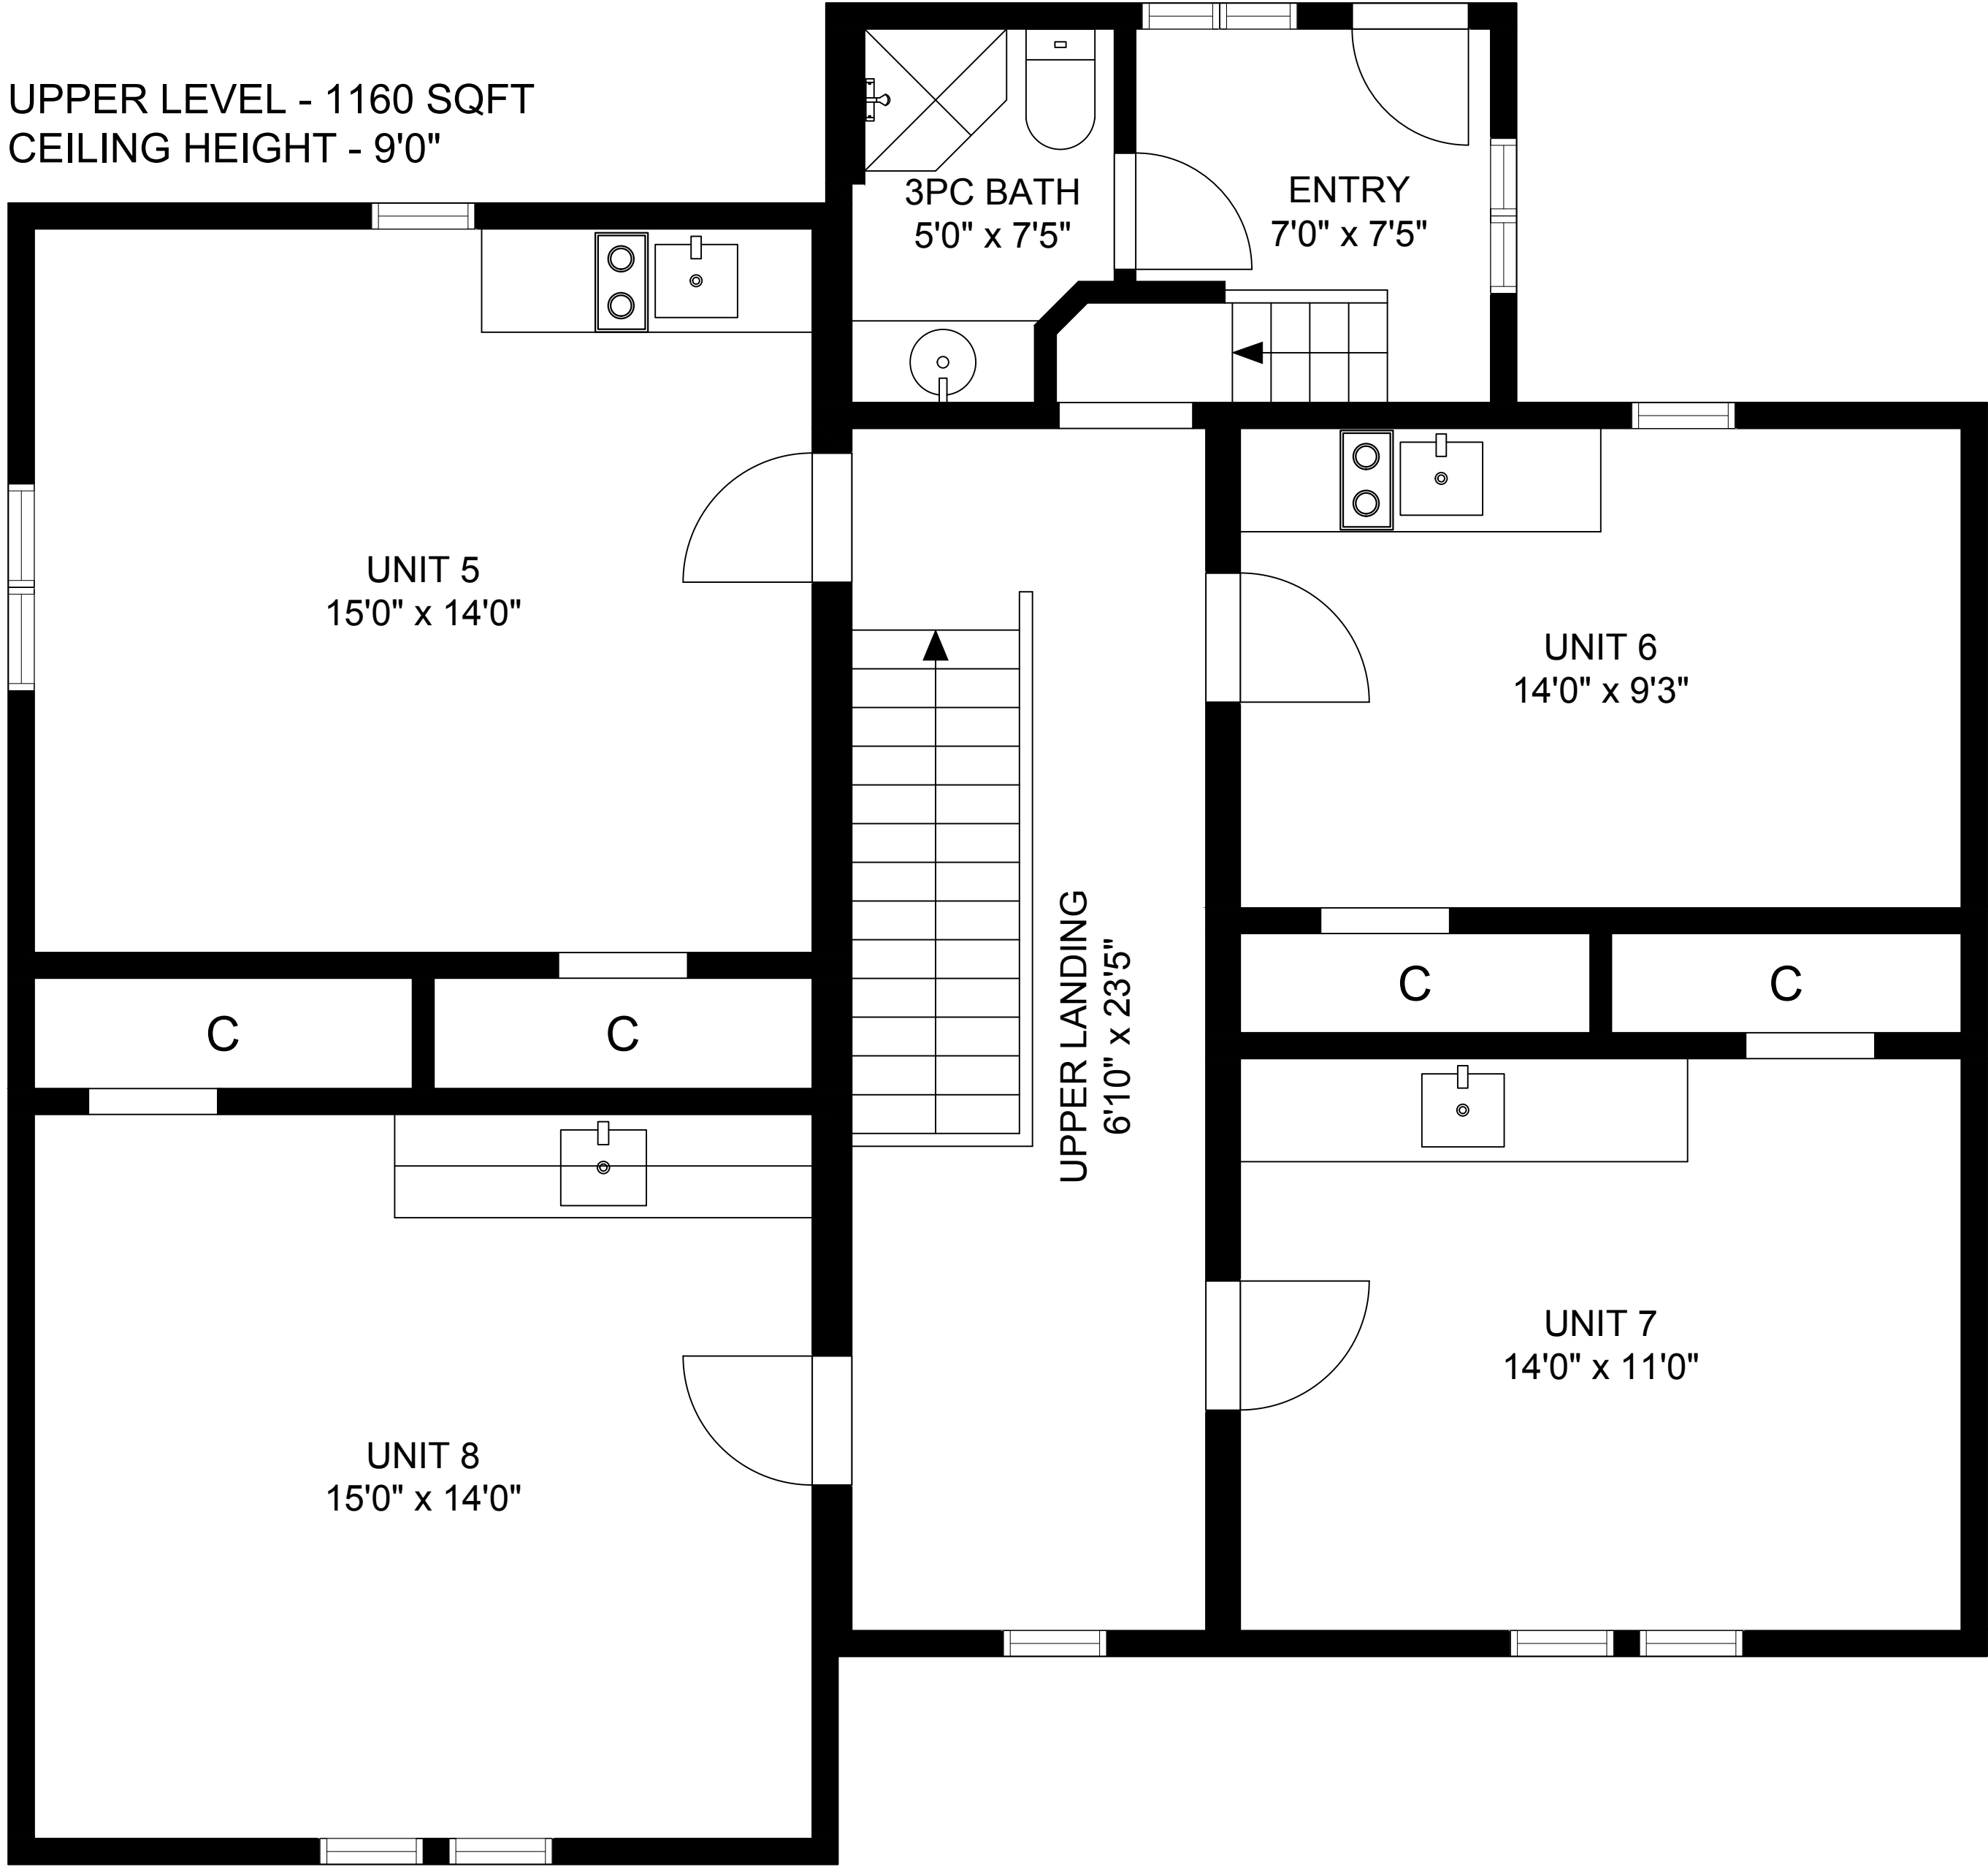 UPPER LEVEL - 1160 SQFT
CEILING HEIGHT - 9'0"
3PC BATH
5'0" x 7'5"
ENTRY
7'0" x 7'5"
UNIT 5
15'0" x 14'0"
UNIT 6
14'0" x 9'3"
UPPER LANDING
6'10" x 23'5"
C
C
C
C
UNIT 7
14'0" x 11'0"
UNIT 8
15'0" x 14'0"